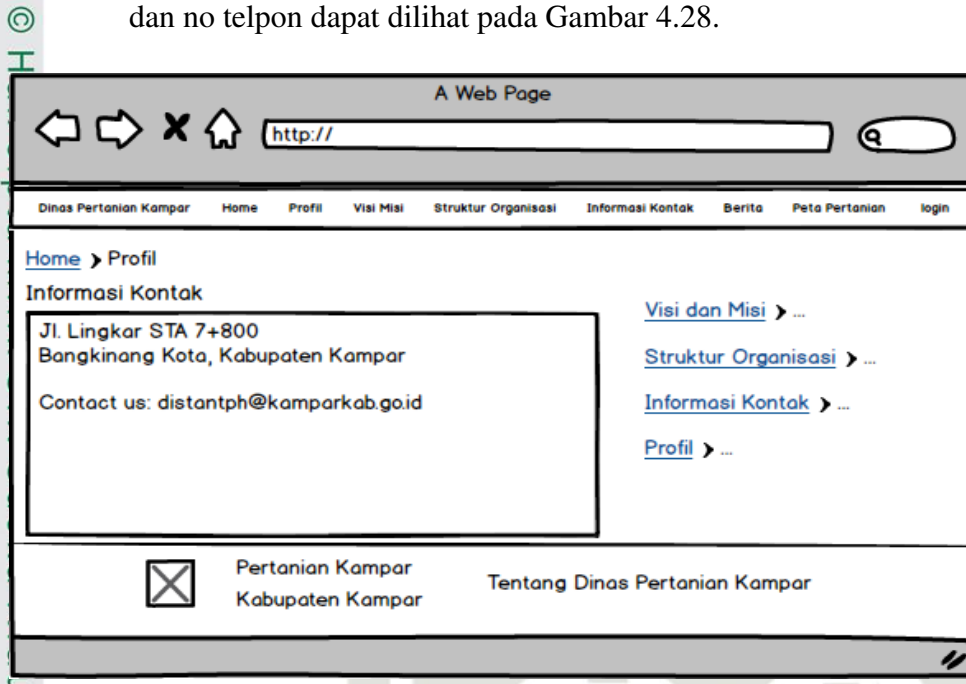 © H
dan no telpon dapat dilihat pada Gambar 4.28.
A Web Page
http://
Dinas Pertanian Kampar Home Profil Visi Misi Struktur Organisasi Informasi Kontak Berita Peta Pertanian login
Home > Profil
Informasi Kontak
Jl. Lingkar STA 7+800
Bangkinang Kota, Kabupaten Kampar
Contact us: distantph@kamparkab.go.id
Visi dan Misi > ...
Struktur Organisasi > ...
Informasi Kontak > ...
Profil > ...
Pertanian Kampar
Kabupaten Kampar
Tentang Dinas Pertanian Kampar